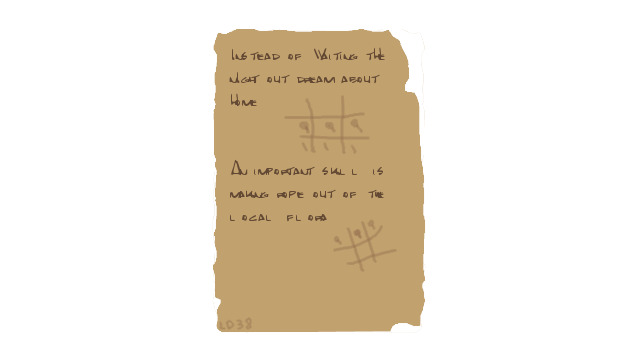 Instead of Waiting the
night out dream about
home
An important skill is
making rope out of the
local flora
LD38